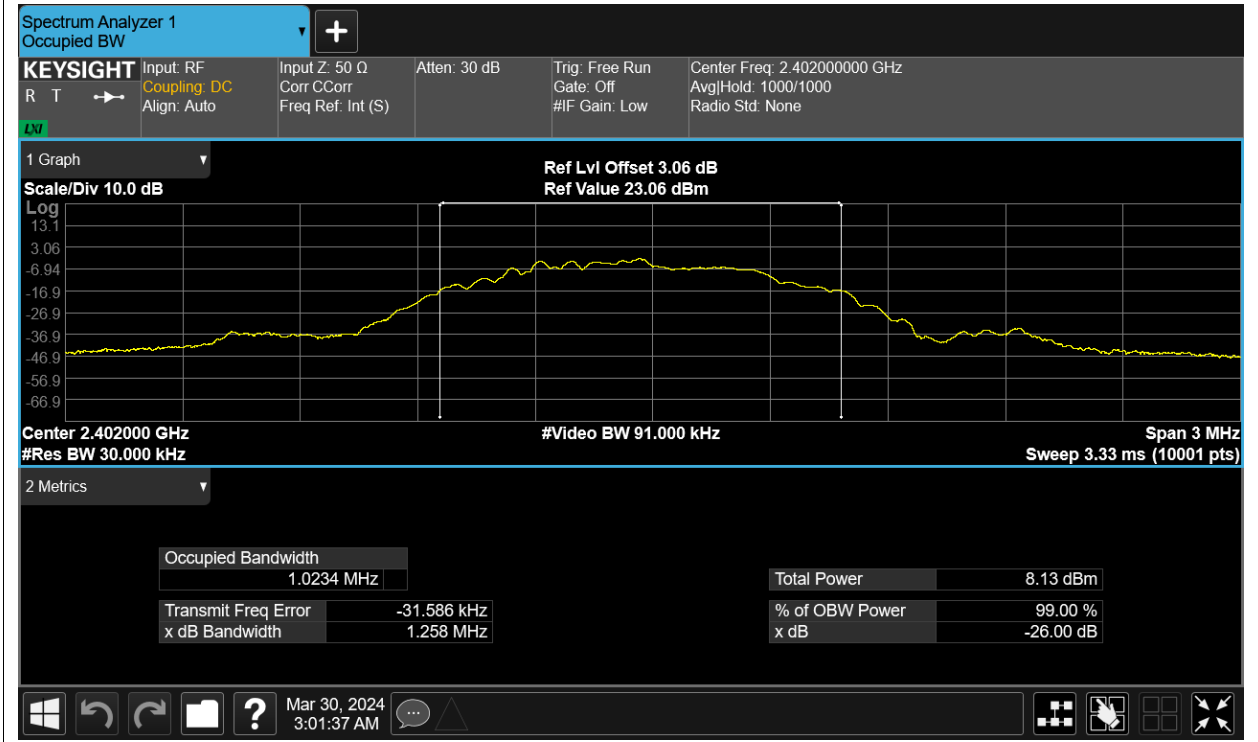 Spectrum Analyzer 1
Occupied BW
KEYSIGHT
R T
LXI
Input: RF
Coupling: DC
Align: Auto
Input Z: 50 Ω
Corr CCorr
Freq Ref: Int (S)
Atten: 30 dB
Trig: Free Run
Gate: Off
#IF Gain: Low
Center Freq: 2.402000000 GHz
Avg|Hold: 1000/1000
Radio Std: None
1 Graph
Scale/Div 10.0 dB
Ref Lvl Offset 3.06 dB
Ref Value 23.06 dBm
Log
13.1
3.06
-6.94
-16.9
-26.9
-36.9
-46.9
-56.9
-66.9
Center 2.402000 GHz
#Video BW 91.000 kHz
Span 3 MHz
#Res BW 30.000 kHz
Sweep 3.33 ms (10001 pts)
2 Metrics
Occupied Bandwidth
1.0234 MHz
Total Power 8.13 dBm
Transmit Freq Error -31.586 kHz
% of OBW Power 99.00 %
x dB Bandwidth 1.258 MHz
x dB -26.00 dB
?
Mar 30, 2024
3:01:37 AM